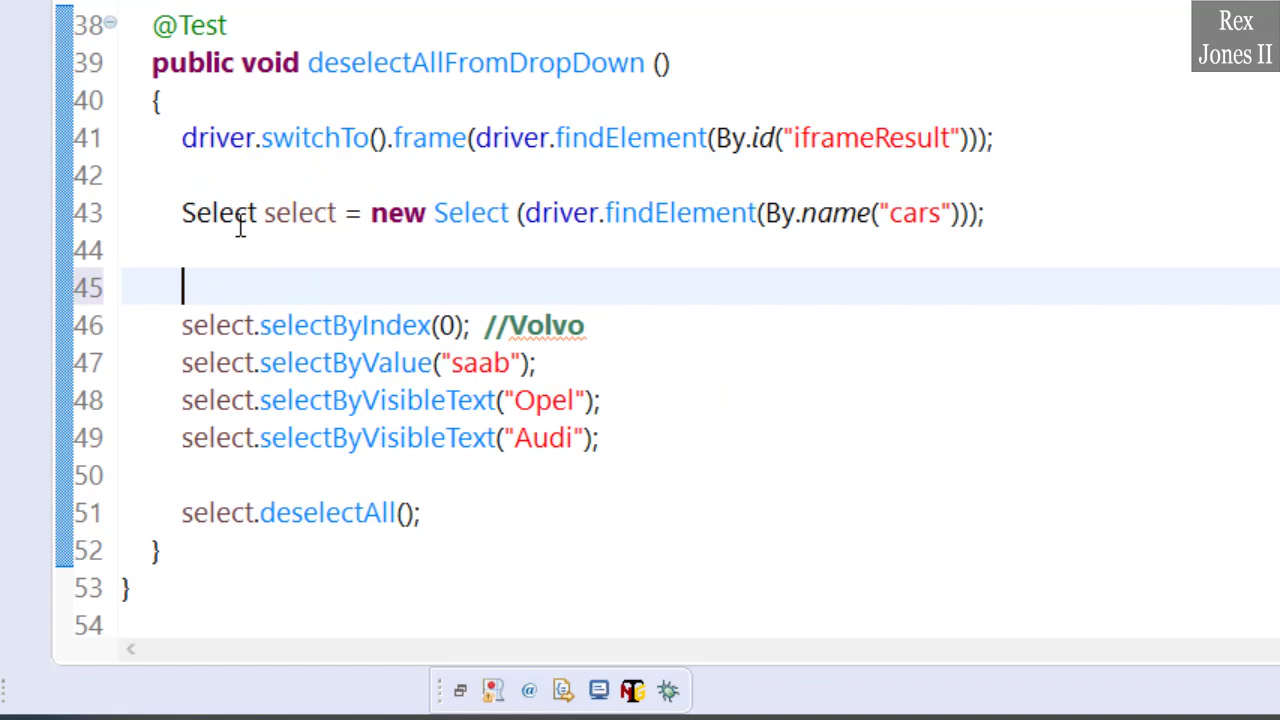 Rex
Jones II
38 @Test
39 public void deselectAllFromDropDown ()
40 {
41 driver.switchTo().frame(driver.findElement(By.id("iframeResult")));
42
43 Select select = new Select (driver.findElement(By.name("cars")));
44
45
46 select.selectByIndex(0); //Volvo
47 select.selectByValue("saab");
48 select.selectByVisibleText("Opel");
49 select.selectByVisibleText("Audi");
50
51 select.deselectAll();
52 }
53 }
54